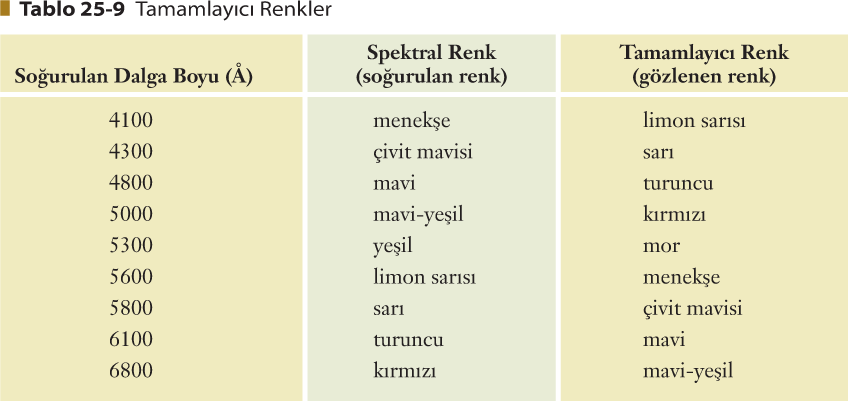 Tablo 25-9 Tamamlayıcı Renkler
Soğurulan Dalga Boyu (Å) Spektral Renk (soğurulan renk) Tamamlayıcı Renk (gözlenen renk)
4100 menekşe limon sarısı
4300 çivit mavisi sarı
4800 mavi turuncu
5000 mavi-yeşil kırmızı
5300 yeşil mor
5600 limon sarısı menekşe
5800 sarı çivit mavisi
6100 turuncu mavi
6800 kırmızı mavi-yeşil